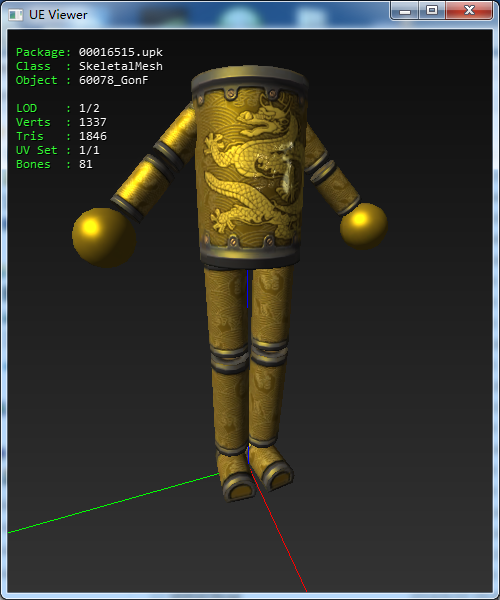 UE Viewer
Package: 00016515.upk
Class : SkeletalMesh
Object : 60078_GonF
LOD : 1/2
Verts : 1337
Tris : 1846
UV Set : 1/1
Bones : 81